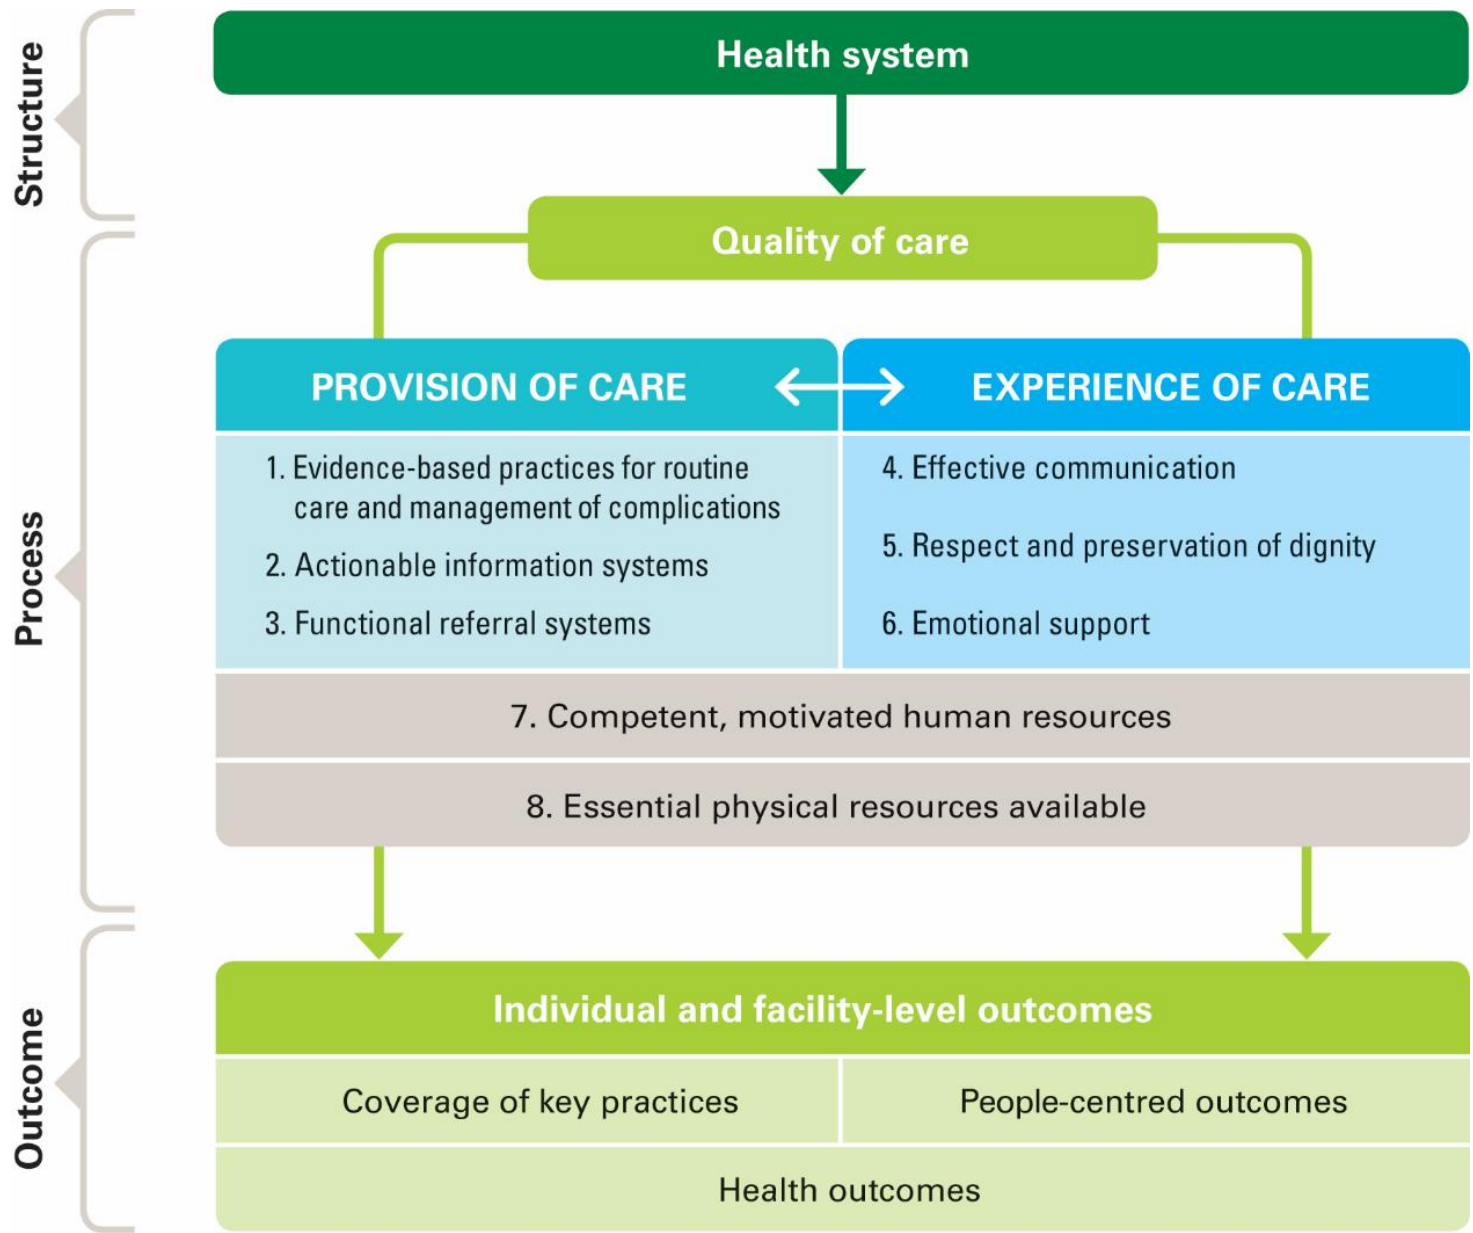 Structure
Health system
Process
Quality of care
PROVISION OF CARE
EXPERIENCE OF CARE
1. Evidence-based practices for routine
care and management of complications
2. Actionable information systems
3. Functional referral systems
4. Effective communication
5. Respect and preservation of dignity
6. Emotional support
7. Competent, motivated human resources
8. Essential physical resources available
Outcome
Individual and facility-level outcomes
Coverage of key practices
People-centred outcomes
Health outcomes